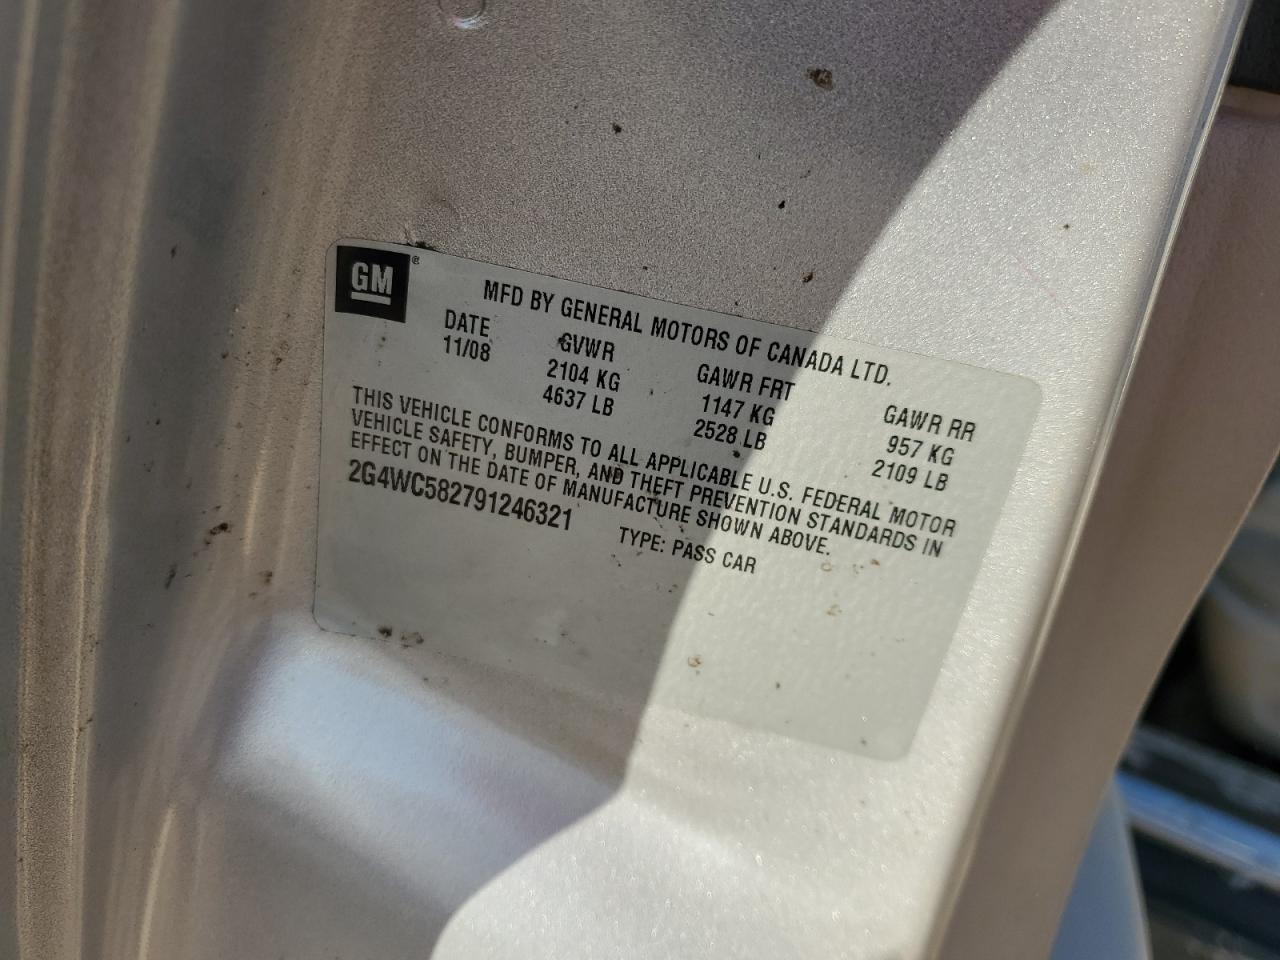 GM®
MFD BY GENERAL MOTORS OF CANADA LTD.
DATE GVWR GAWR FRT GAWR RR
11/08 2104 KG 1147 KG 957 KG
4637 LB 2528 LB 2109 LB
THIS VEHICLE CONFORMS TO ALL APPLICABLE U.S. FEDERAL MOTOR
VEHICLE SAFETY, BUMPER, AND THEFT PREVENTION STANDARDS IN
EFFECT ON THE DATE OF MANUFACTURE SHOWN ABOVE.
2G4WC582791246321 TYPE: PASS CAR